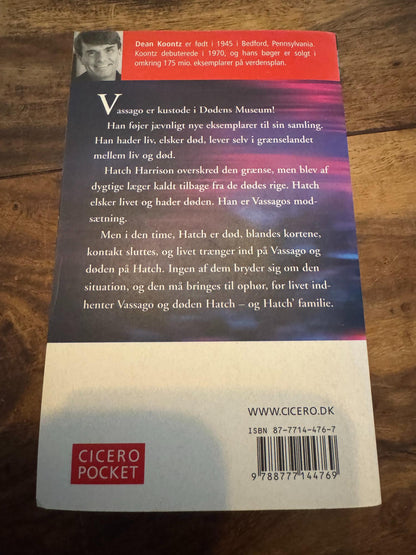 Dean Koontz er født i 1945 i Bedford, Pennsylvania.
Koontz debuterede i 1970, og hans bøger er solgt i
omkring 175 mio. eksemplarer på verdensplan.
Vassago er kustode i Dødens Museum!
Han føjer jævnligt nye eksemplarer til sin samling.
Han hader liv, elsker død, lever selv i grænselandet
mellem liv og død.
Hatch Harrison overskred den grænse, men blev af
dygtige læger kaldt tilbage fra de dødes rige. Hatch
elsker livet og hader døden. Han er Vassagos mod-
sætning.
Men i den time, Hatch er død, blandes kortene,
kontakt sluttes, og livet trænger ind på Vassago og
døden på Hatch. Ingen af dem bryder sig om den
situation, og den må bringes til ophør, før livet ind-
henter Vassago og døden Hatch – og Hatch' familie.
WWW.CICERO.DK
ISBN 87-7714-476-7
9 788777 144769
CICERO
POCKET